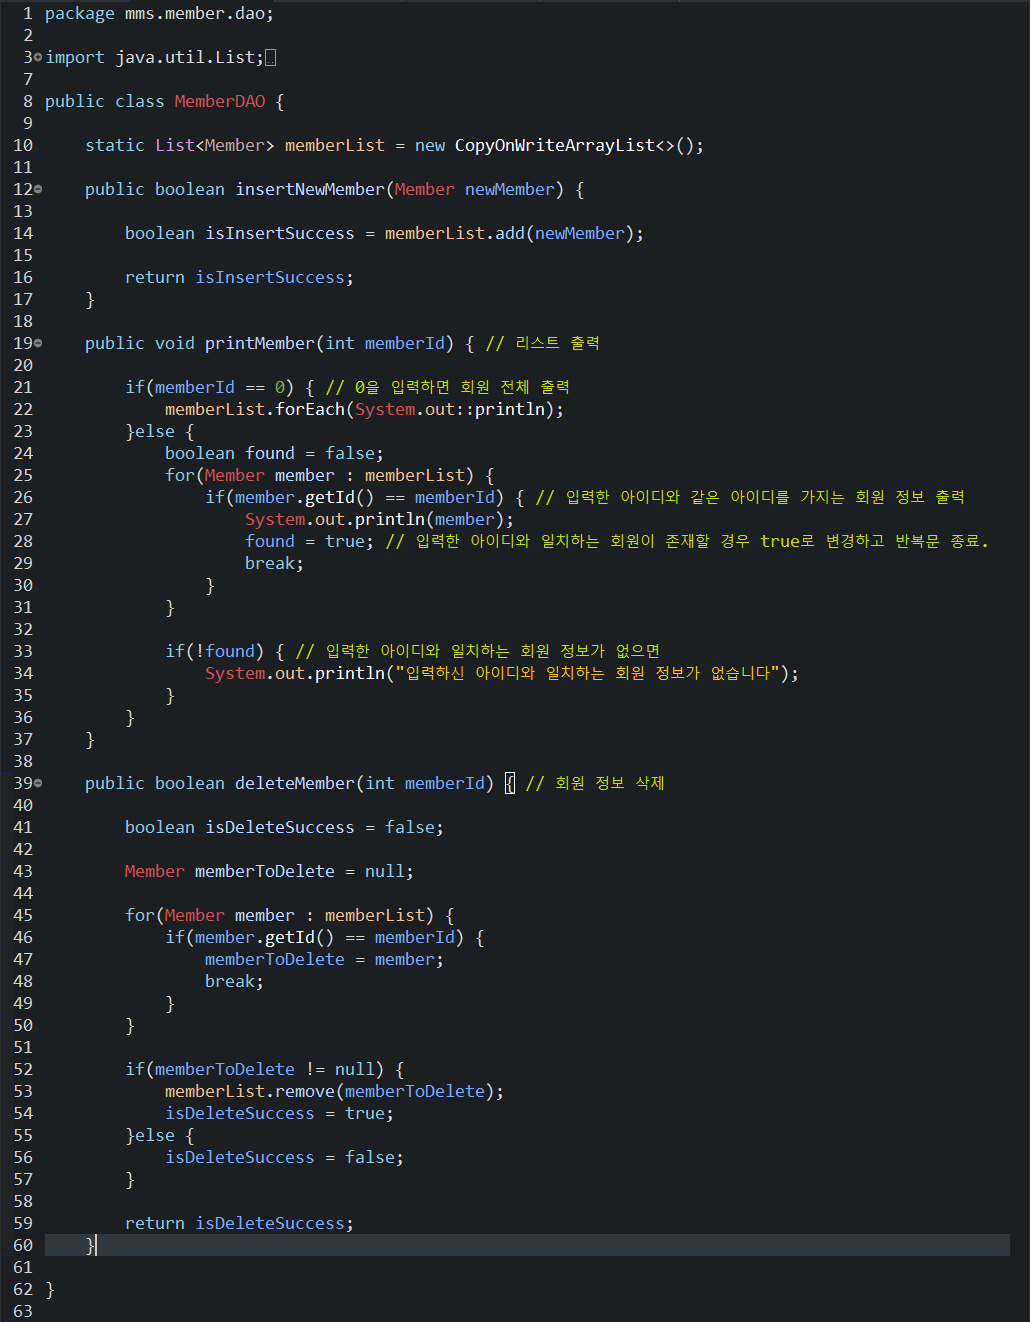 1 package mms.member.dao;
2
3 import java.util.List;
7
8 public class MemberDAO {
9
10     static List<Member> memberList = new CopyOnWriteArrayList<>();
11
12     public boolean insertNewMember(Member newMember) {
13
14         boolean isInsertSuccess = memberList.add(newMember);
15
16         return isInsertSuccess;
17     }
18
19     public void printMember(int memberId) { // 리스트 출력
20
21         if(memberId == 0) { // 0을 입력하면 회원 전체 출력
22             memberList.forEach(System.out::println);
23         }else {
24             boolean found = false;
25             for(Member member : memberList) {
26                 if(member.getId() == memberId) { // 입력한 아이디와 같은 아이디를 가지는 회원 정보 출력
27                     System.out.println(member);
28                     found = true; // 입력한 아이디와 일치하는 회원이 존재할 경우 true로 변경하고 반복문 종료.
29                     break;
30                 }
31             }
32
33             if(!found) { // 입력한 아이디와 일치하는 회원 정보가 없으면
34                 System.out.println("입력하신 아이디와 일치하는 회원 정보가 없습니다");
35             }
36         }
37     }
38
39     public boolean deleteMember(int memberId) { // 회원 정보 삭제
40
41         boolean isDeleteSuccess = false;
42
43         Member memberToDelete = null;
44
45         for(Member member : memberList) {
46             if(member.getId() == memberId) {
47                 memberToDelete = member;
48                 break;
49             }
50         }
51
52         if(memberToDelete != null) {
53             memberList.remove(memberToDelete);
54             isDeleteSuccess = true;
55         }else {
56             isDeleteSuccess = false;
57         }
58
59         return isDeleteSuccess;
60     }
61
62 }
63